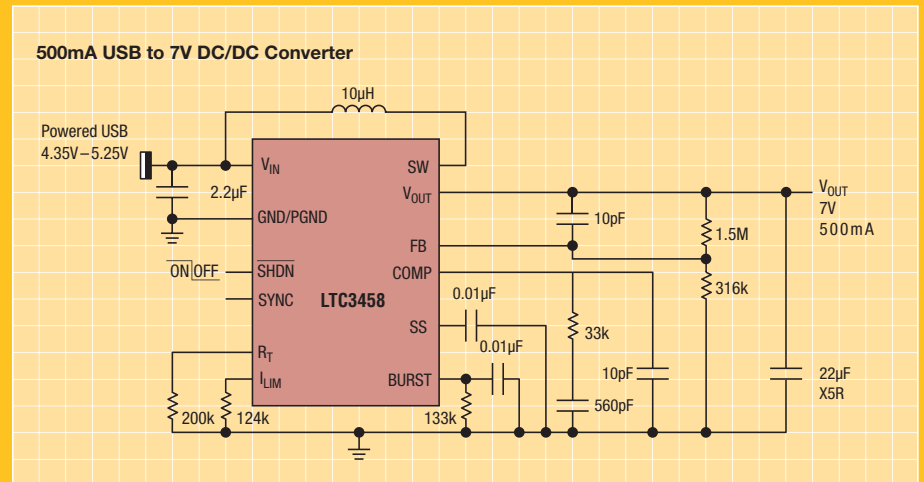 500mA USB to 7V DC/DC Converter
10µH
Powered USB
4.35V–5.25V
2.2µF
VIN
GND/PGND
ON OFF
SHDN
SYNC
RT
ILIM
LTC3458
SW
VOUT
FB
COMP
SS
BURST
200k
124k
0.01µF
0.01µF
133k
10pF
33k
560pF
10pF
1.5M
316k
VOUT
7V
500mA
22µF
X5R